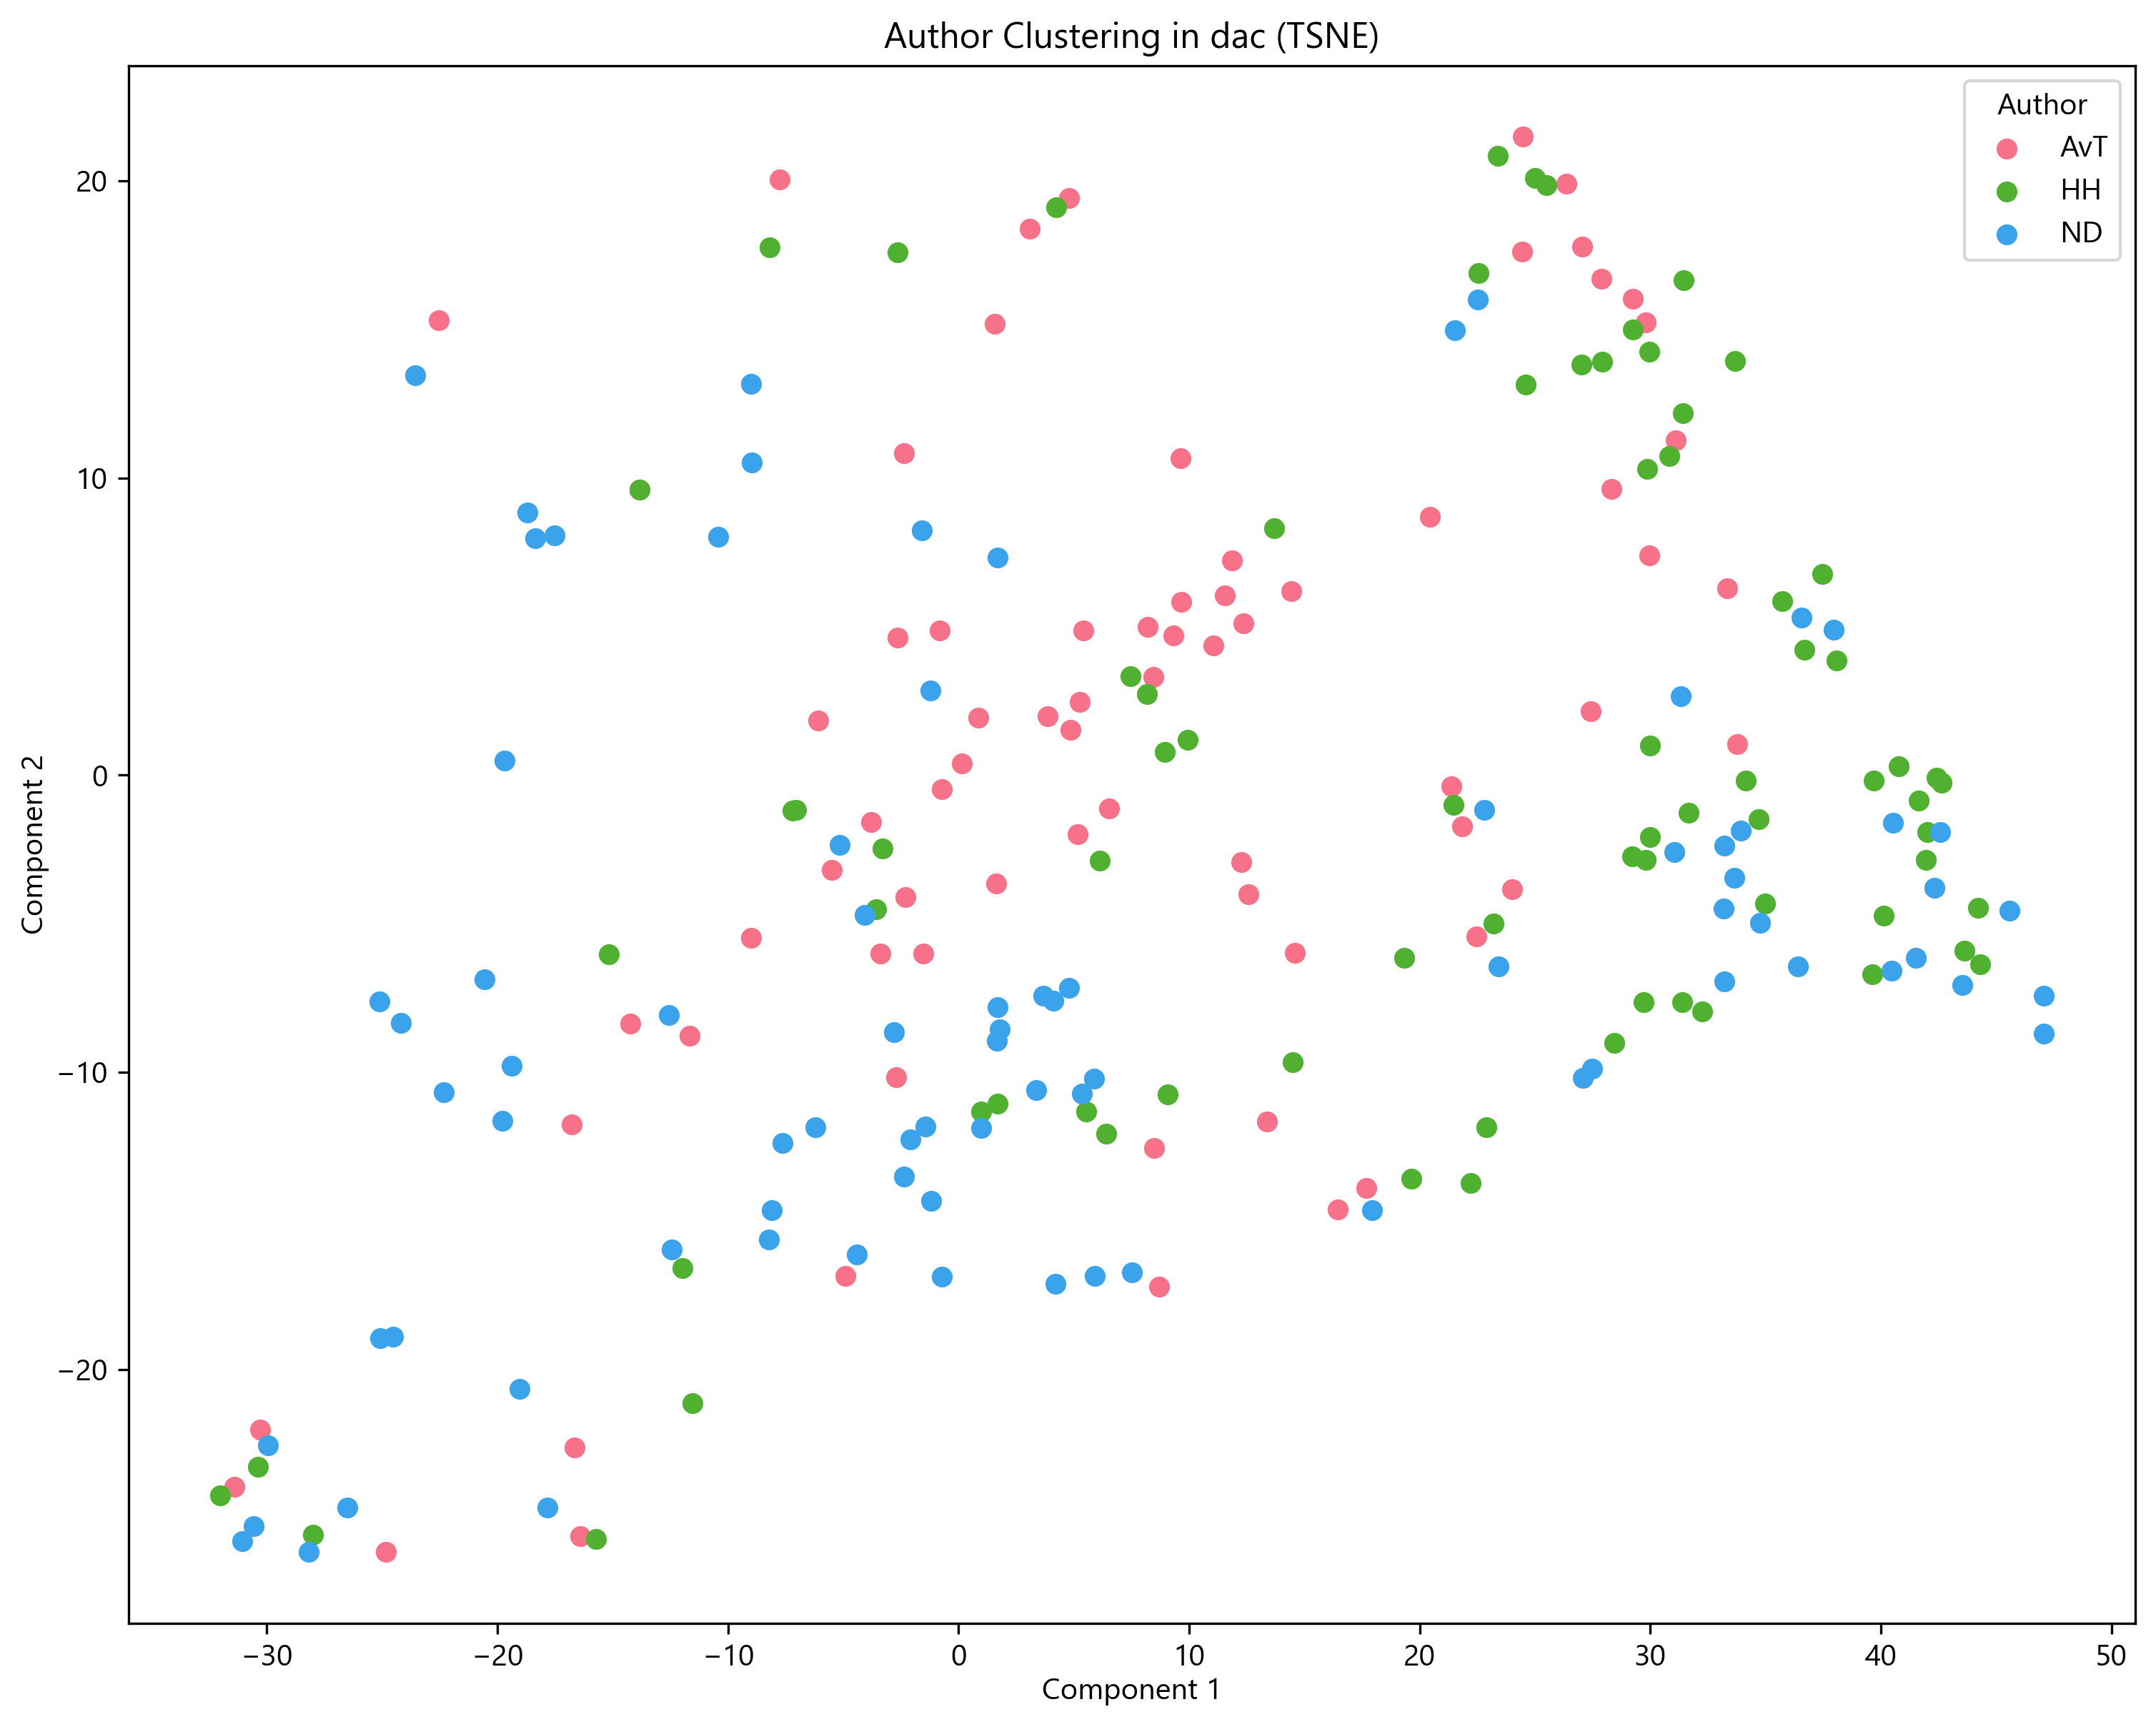 Author Clustering in dac (TSNE)
Author
AvT
HH
ND
20
10
0
−10
−20
Component 2
−30
−20
−10
0
10
20
30
40
50
Component 1